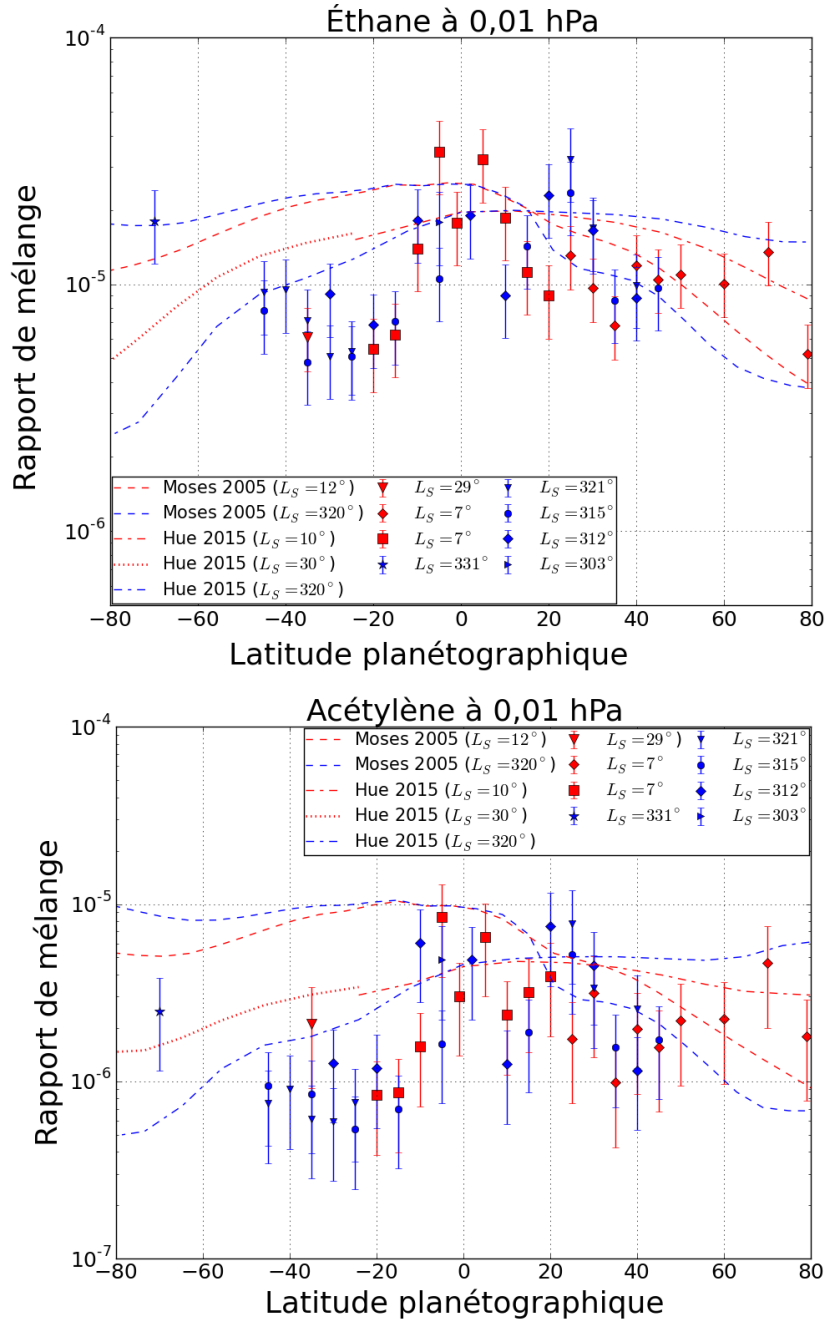 Éthane à 0,01 hPa
10⁻⁴
10⁻⁵
10⁻⁶
Rapport de mélange
Moses 2005 (L_S =12°)
Moses 2005 (L_S =320°)
Hue 2015 (L_S =10°)
Hue 2015 (L_S =30°)
Hue 2015 (L_S =320°)
L_S =29°
L_S =7°
L_S =7°
L_S =331°
L_S =321°
L_S =315°
L_S =312°
L_S =303°
−80 −60 −40 −20 0 20 40 60 80
Latitude planétographique
Acétylène à 0,01 hPa
10⁻⁴
10⁻⁵
10⁻⁶
10⁻⁷
Rapport de mélange
Moses 2005 (L_S =12°)
Moses 2005 (L_S =320°)
Hue 2015 (L_S =10°)
Hue 2015 (L_S =30°)
Hue 2015 (L_S =320°)
L_S =29°
L_S =7°
L_S =7°
L_S =331°
L_S =321°
L_S =315°
L_S =312°
L_S =303°
−80 −60 −40 −20 0 20 40 60 80
Latitude planétographique